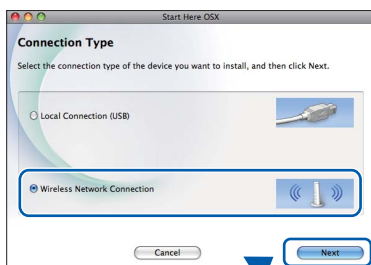 Start Here OSX
Connection Type
Select the connection type of the device you want to install, and then click Next.
Local Connection (USB)
Wireless Network Connection
Cancel
Next